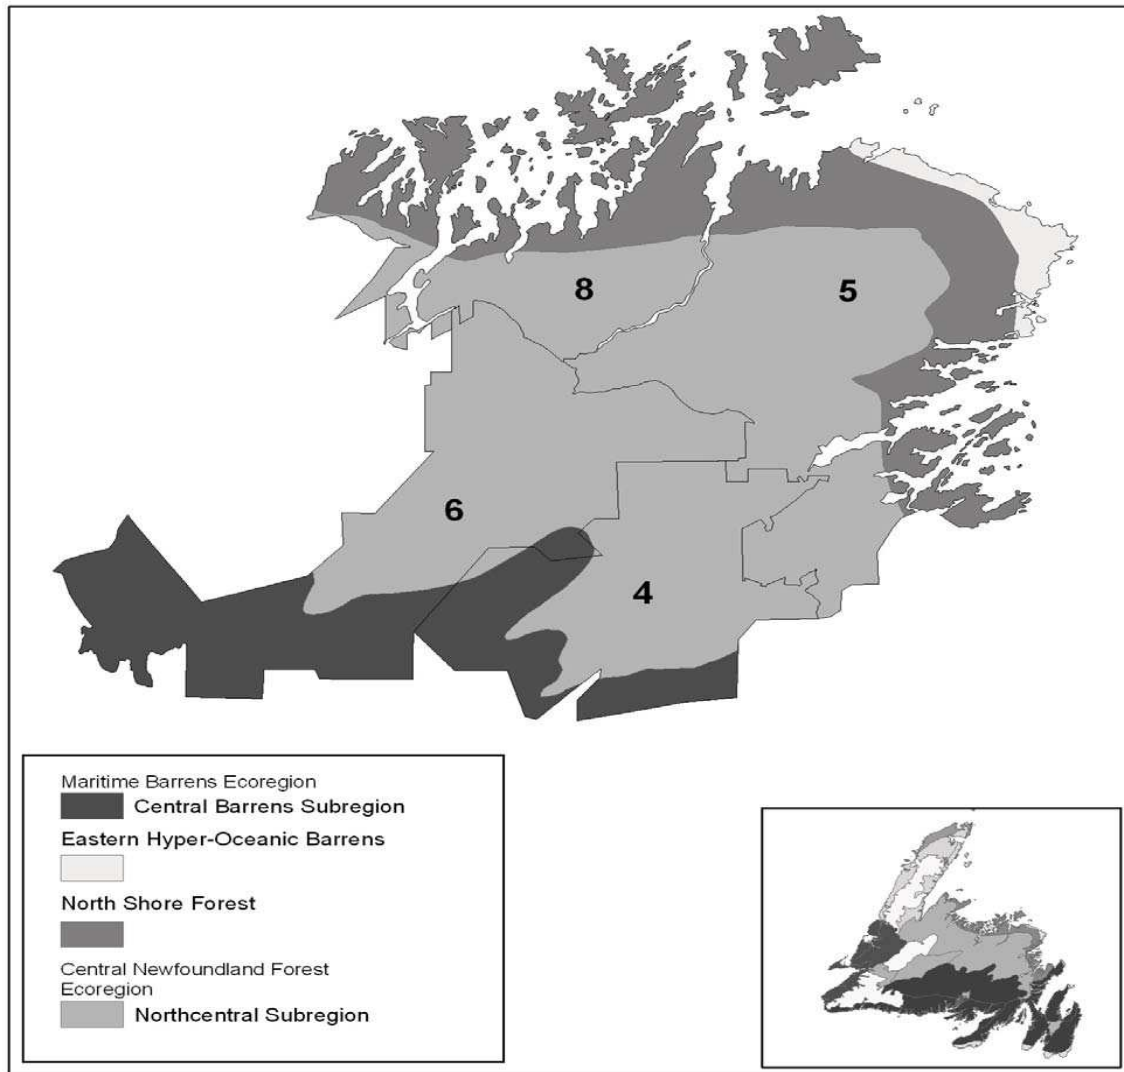 8
5
6
4
Maritime Barrens Ecoregion
Central Barrens Subregion
Eastern Hyper-Oceanic Barrens
North Shore Forest
Central Newfoundland Forest
Ecoregion
Northcentral Subregion